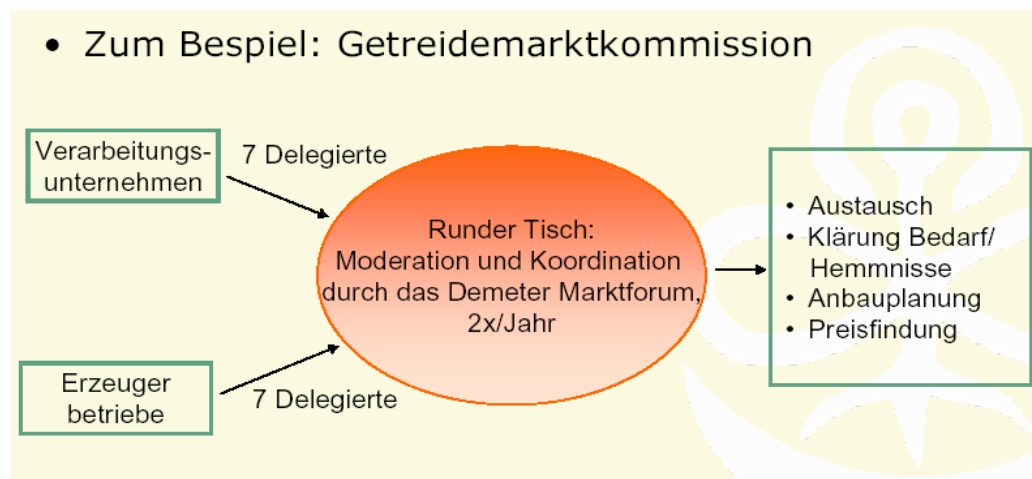 • Zum Bespiel: Getreidemarktkommission
Verarbeitungs-
unternehmen
7 Delegierte
Runder Tisch:
Moderation und Koordination
durch das Demeter Marktforum,
2x/Jahr
Erzeuger
betriebe
7 Delegierte
• Austausch
• Klärung Bedarf/
Hemmnisse
• Anbauplanung
• Preisfindung